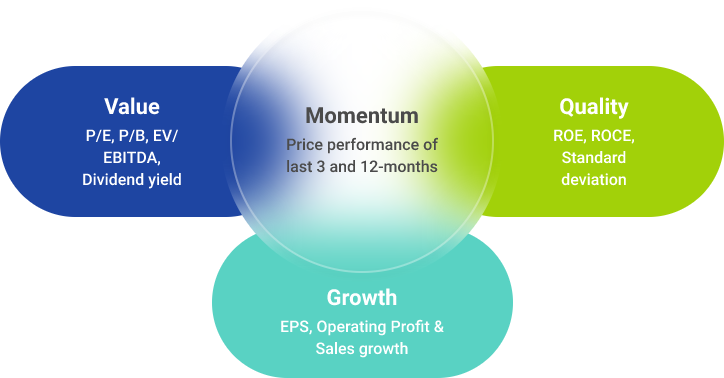 Value
P/E, P/B, EV/
EBITDA,
Dividend yield
Momentum
Price performance of
last 3 and 12-months
Quality
ROE, ROCE,
Standard
deviation
Growth
EPS, Operating Profit &
Sales growth